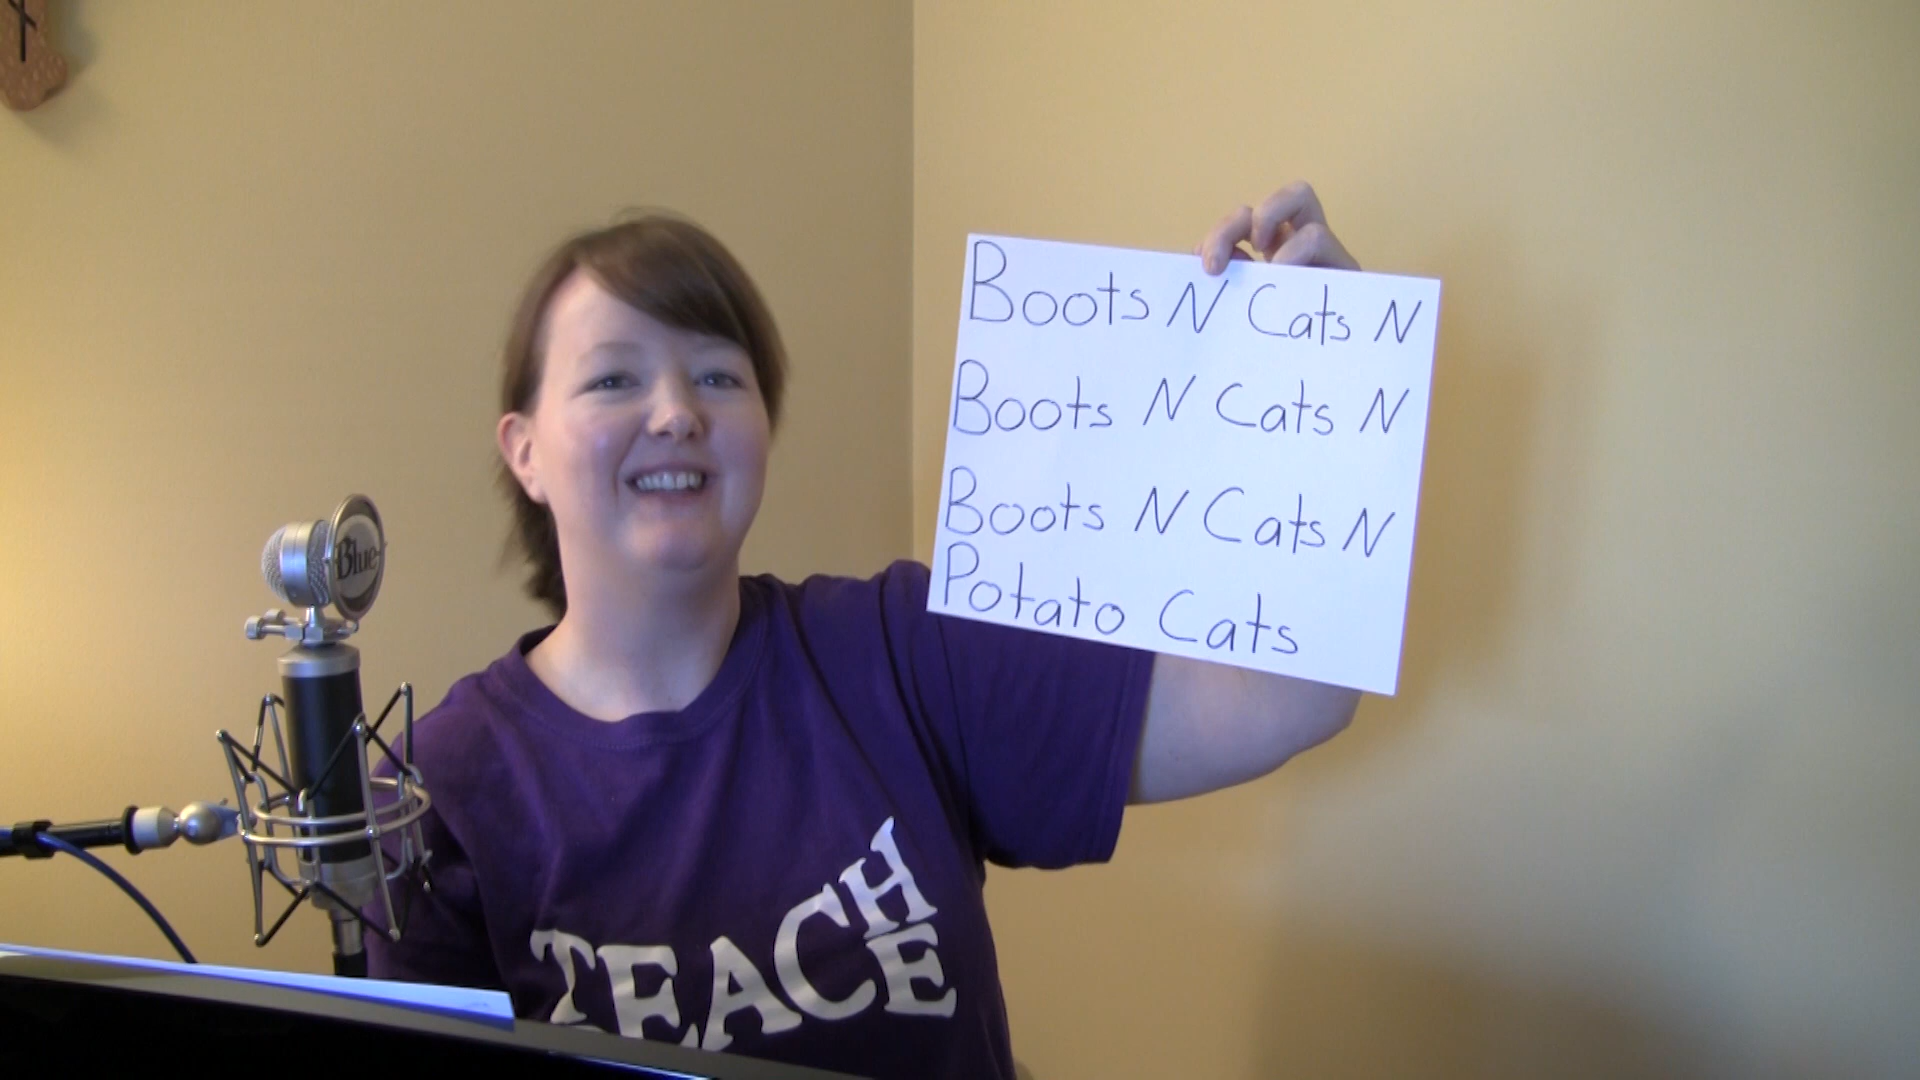 Boots N Cats N
Boots N Cats N
Boots N Cats N
Potato Cats
Blue
TEACH